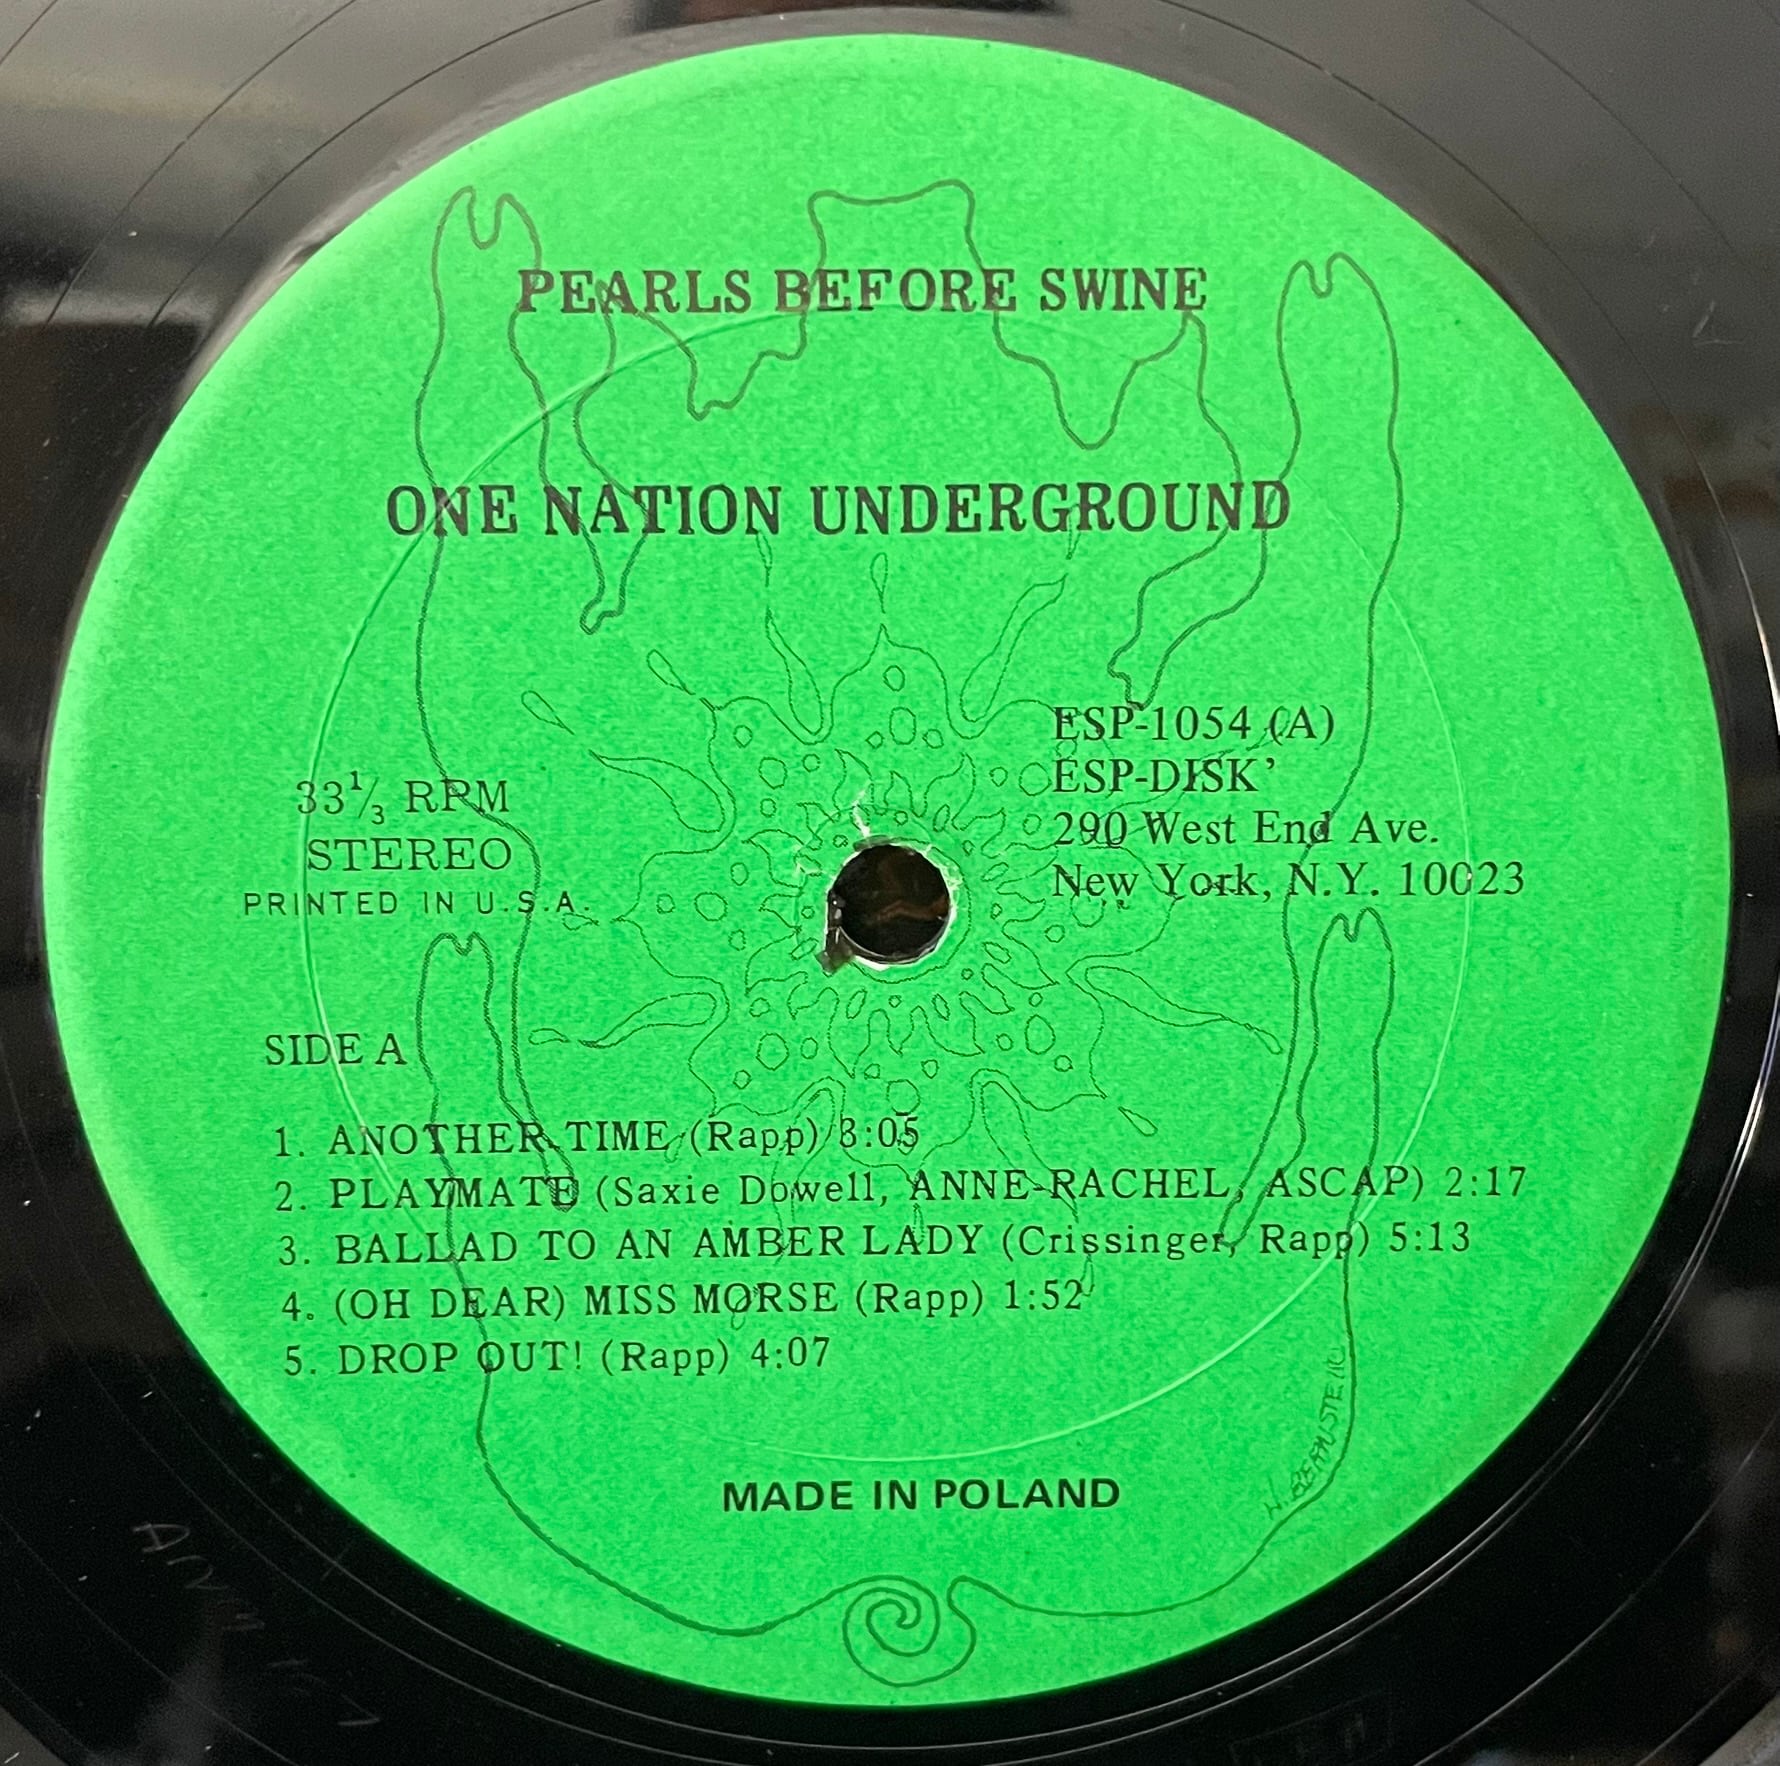 PEARLS BEFORE SWINE
ONE NATION UNDERGROUND
33⅓ RPM
STEREO
PRINTED IN U.S.A.
ESP-1054 (A)
ESP-DISK’
290 West End Ave.
New York, N.Y. 10023
SIDE A
1. ANOTHER TIME (Rapp) 3:05
2. PLAYMATE (Saxie Dowell, ANNE-RACHEL, ASCAP) 2:17
3. BALLAD TO AN AMBER LADY (Crissinger, Rapp) 5:13
4. (OH DEAR) MISS MORSE (Rapp) 1:52
5. DROP OUT! (Rapp) 4:07
MADE IN POLAND
H. BERNSTEIN